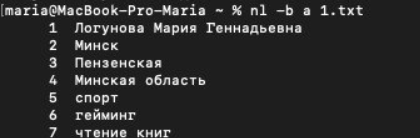 [maria@MacBook-Pro-Maria ~ % nl -b a 1.txt
1 Логунова Мария Геннадьевна
2 Минск
3 Пензенская
4 Минская область
5 спорт
6 гейминг
7 чтение книг